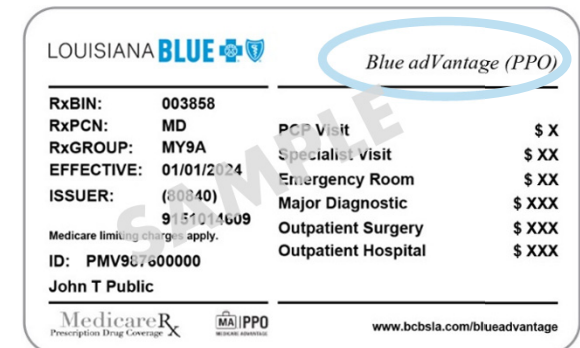 LOUISIANA BLUE
Blue adVantage (PPO)
RxBIN: 003858
RxPCN: MD
RxGROUP: MY9A
EFFECTIVE: 01/01/2024
ISSUER: (80840)
9151014609
Medicare limiting charges apply.
ID: PMV987600000
John T Public
PCP Visit $ X
Specialist Visit $ XX
Emergency Room $ XX
Major Diagnostic $ XXX
Outpatient Surgery $ XXX
Outpatient Hospital $ XXX
SAMPLE
MedicareRx
Prescription Drug Coverage
MA PPO
MEDICARE ADVANTAGE
www.bcbsla.com/blueadvantage